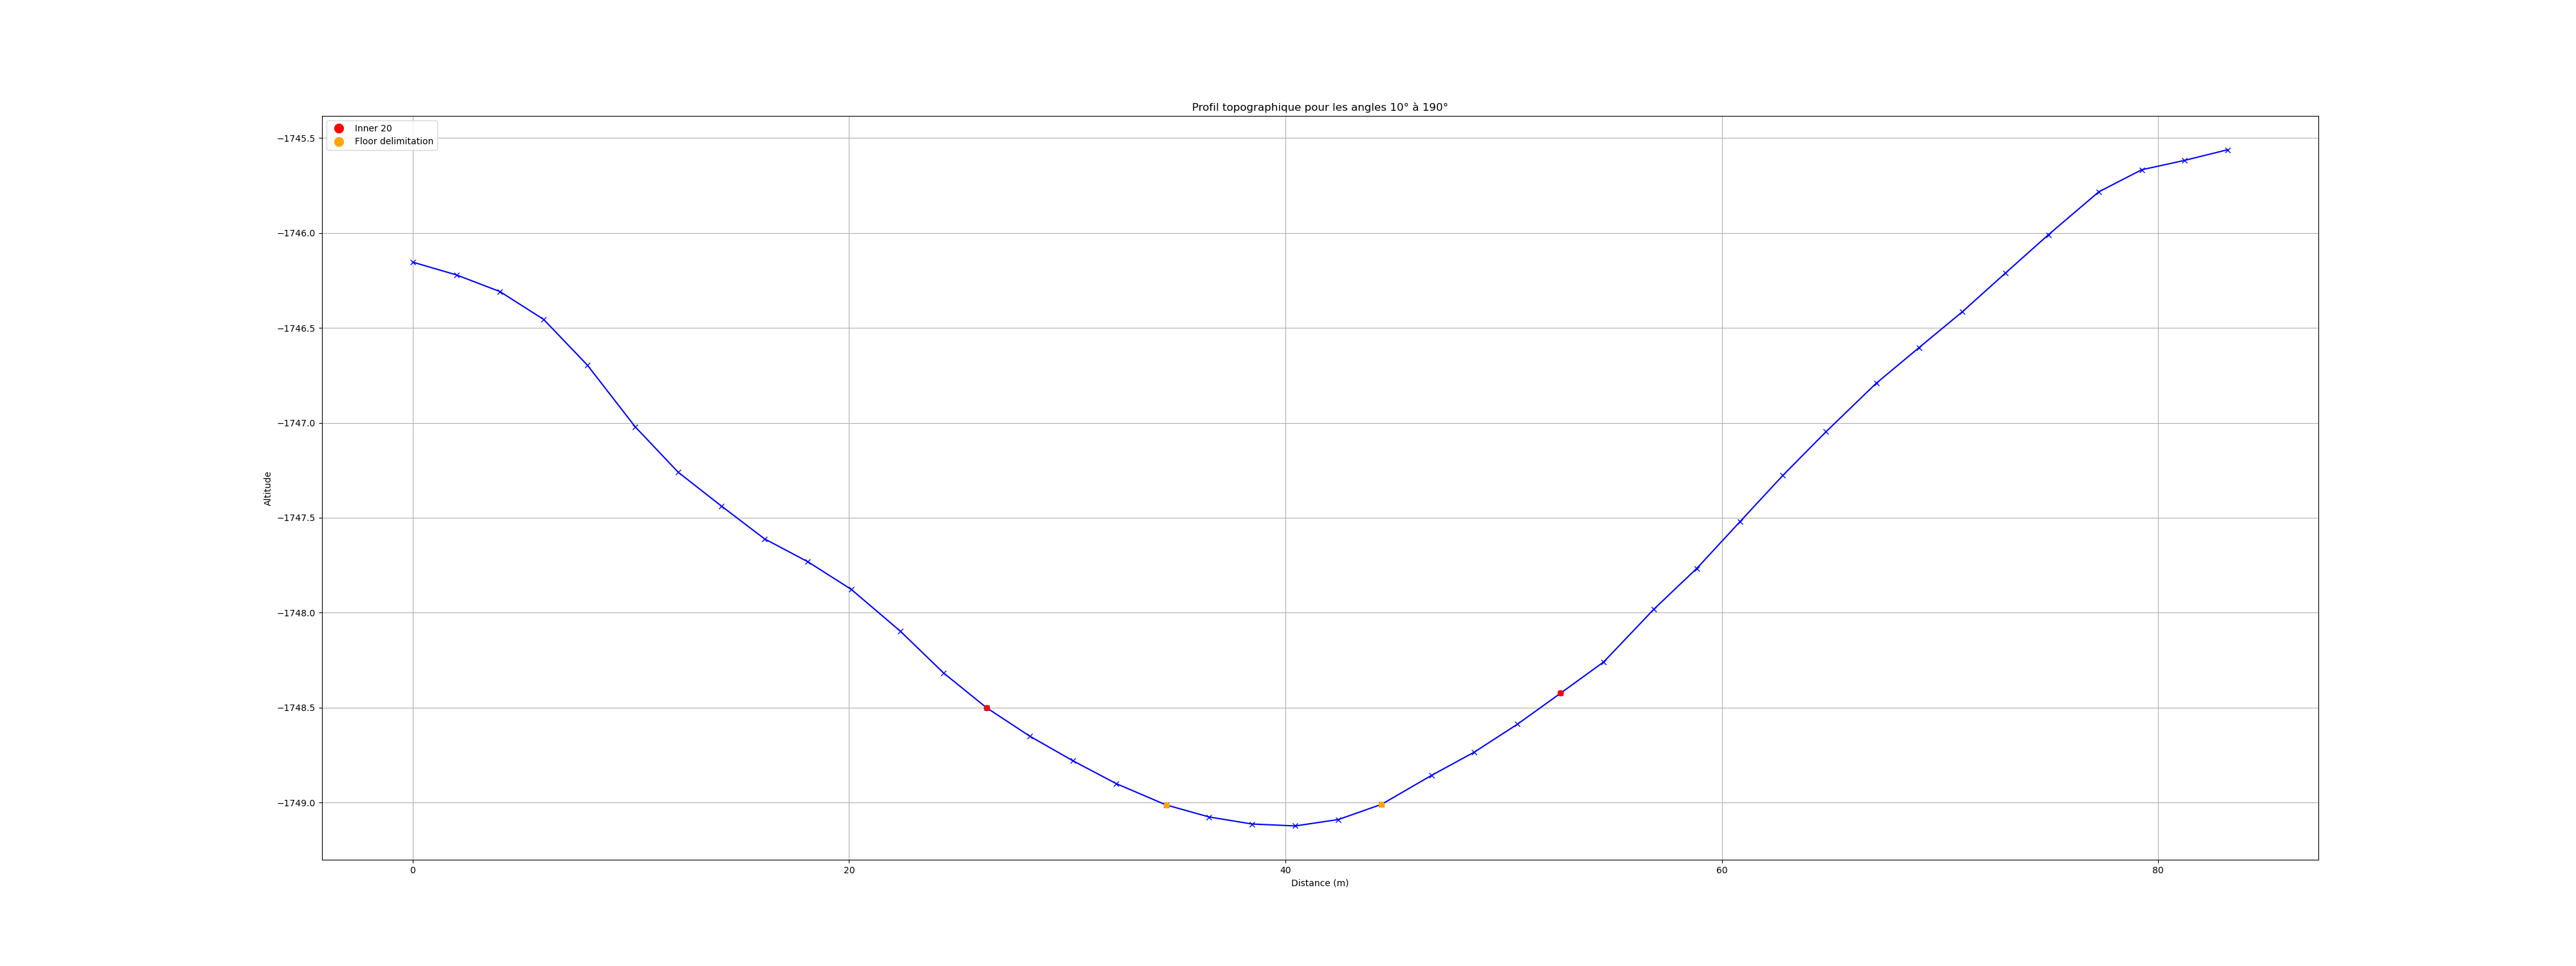 Profil topographique pour les angles 10° à 190°
Inner 20
Floor delimitation
−1745.5
−1746.0
−1746.5
−1747.0
−1747.5
−1748.0
−1748.5
−1749.0
Altitude
0 20 40 60 80
Distance (m)